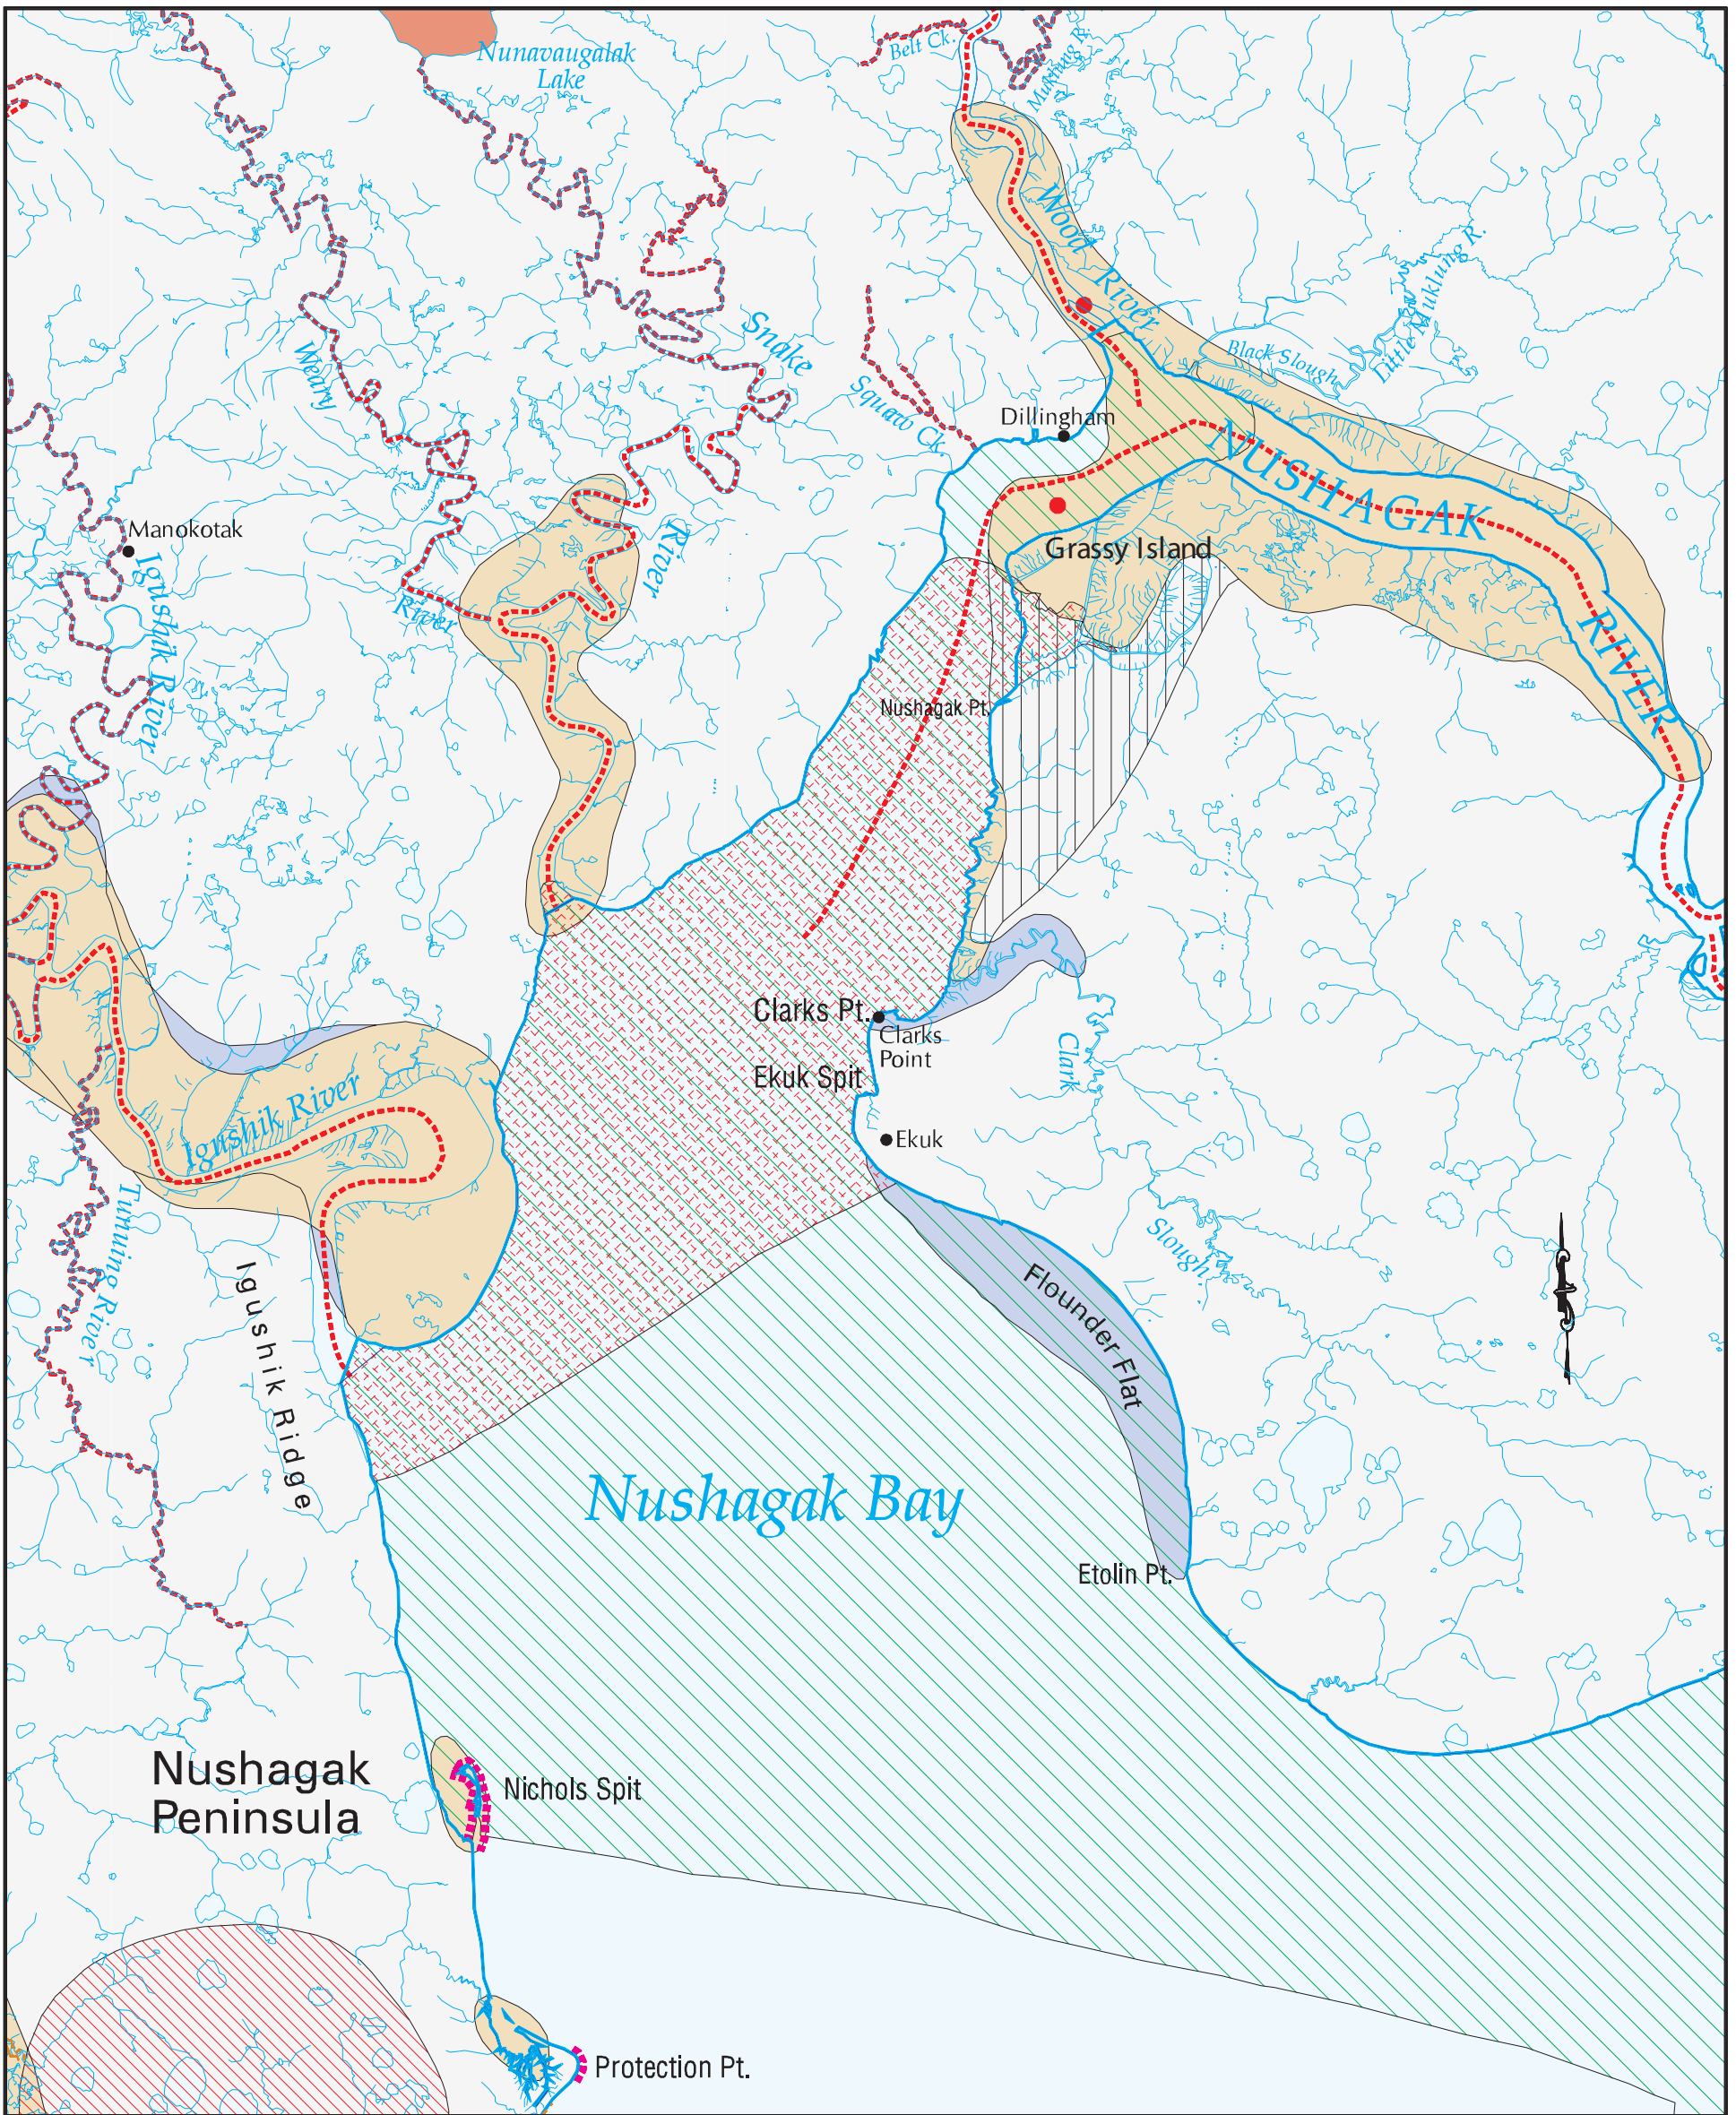 Nunavaugalak
Lake
Belt Ck.
Muklung R.
Wood
River
Snake
River
Weary
River
Squaw Ck.
Black Slough
Little Muklung R.
Dillingham
NUSHAGAK
RIVER
Grassy Island
Manokotak
Igushik River
Nushagak Pt.
Clarks Pt.
Clarks
Point
Ekuk Spit
Ekuk
Clark
Slough
Igushik River
Tunuing River
Igushik Ridge
Flounder Flat
Nushagak Bay
Etolin Pt.
Nushagak
Peninsula
Nichols Spit
Protection Pt.